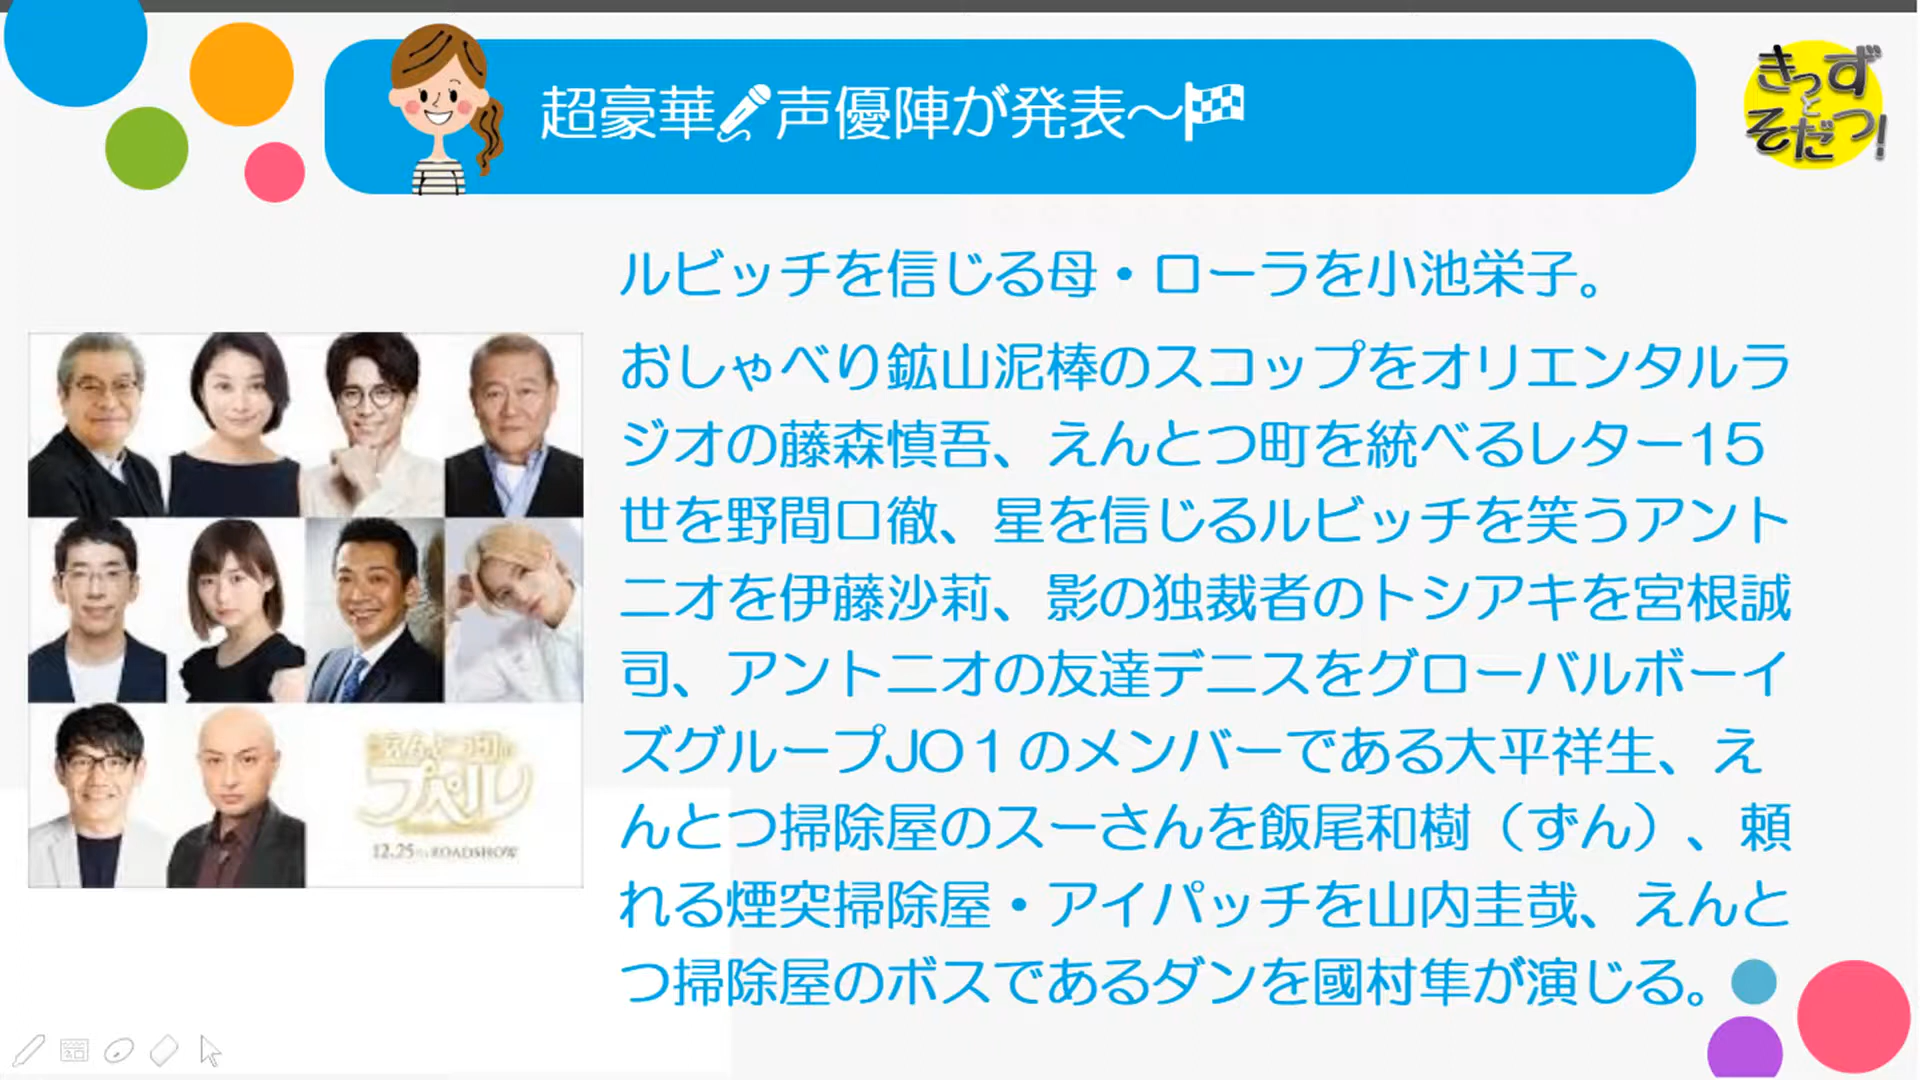 超豪華🎤声優陣が発表～🏁
きっず
と
そだつ!
ルビッチを信じる母・ローラを小池栄子。
おしゃべり鉱山泥棒のスコップをオリエンタルラ
ジオの藤森慎吾、えんとつ町を統べるレター15
世を野間口徹、星を信じるルビッチを笑うアント
ニオを伊藤沙莉、影の独裁者のトシアキを宮根誠
司、アントニオの友達デニスをグローバルボーイ
ズグループJO１のメンバーである大平祥生、え
んとつ掃除屋のスーさんを飯尾和樹（ずん）、頼
れる煙突掃除屋・アイパッチを山内圭哉、えんと
つ掃除屋のボスであるダンを國村隼が演じる。
えんとつ町の
プペル
12.25 ROADSHOW